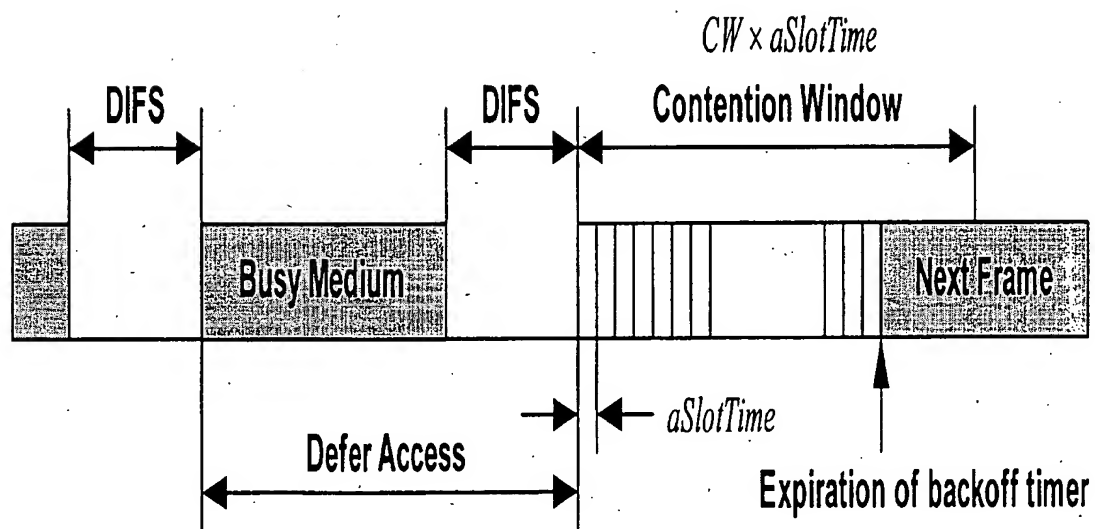 CW × aSlotTime
DIFS
DIFS
Contention Window
Busy Medium
Next Frame
aSlotTime
Defer Access
Expiration of backoff timer